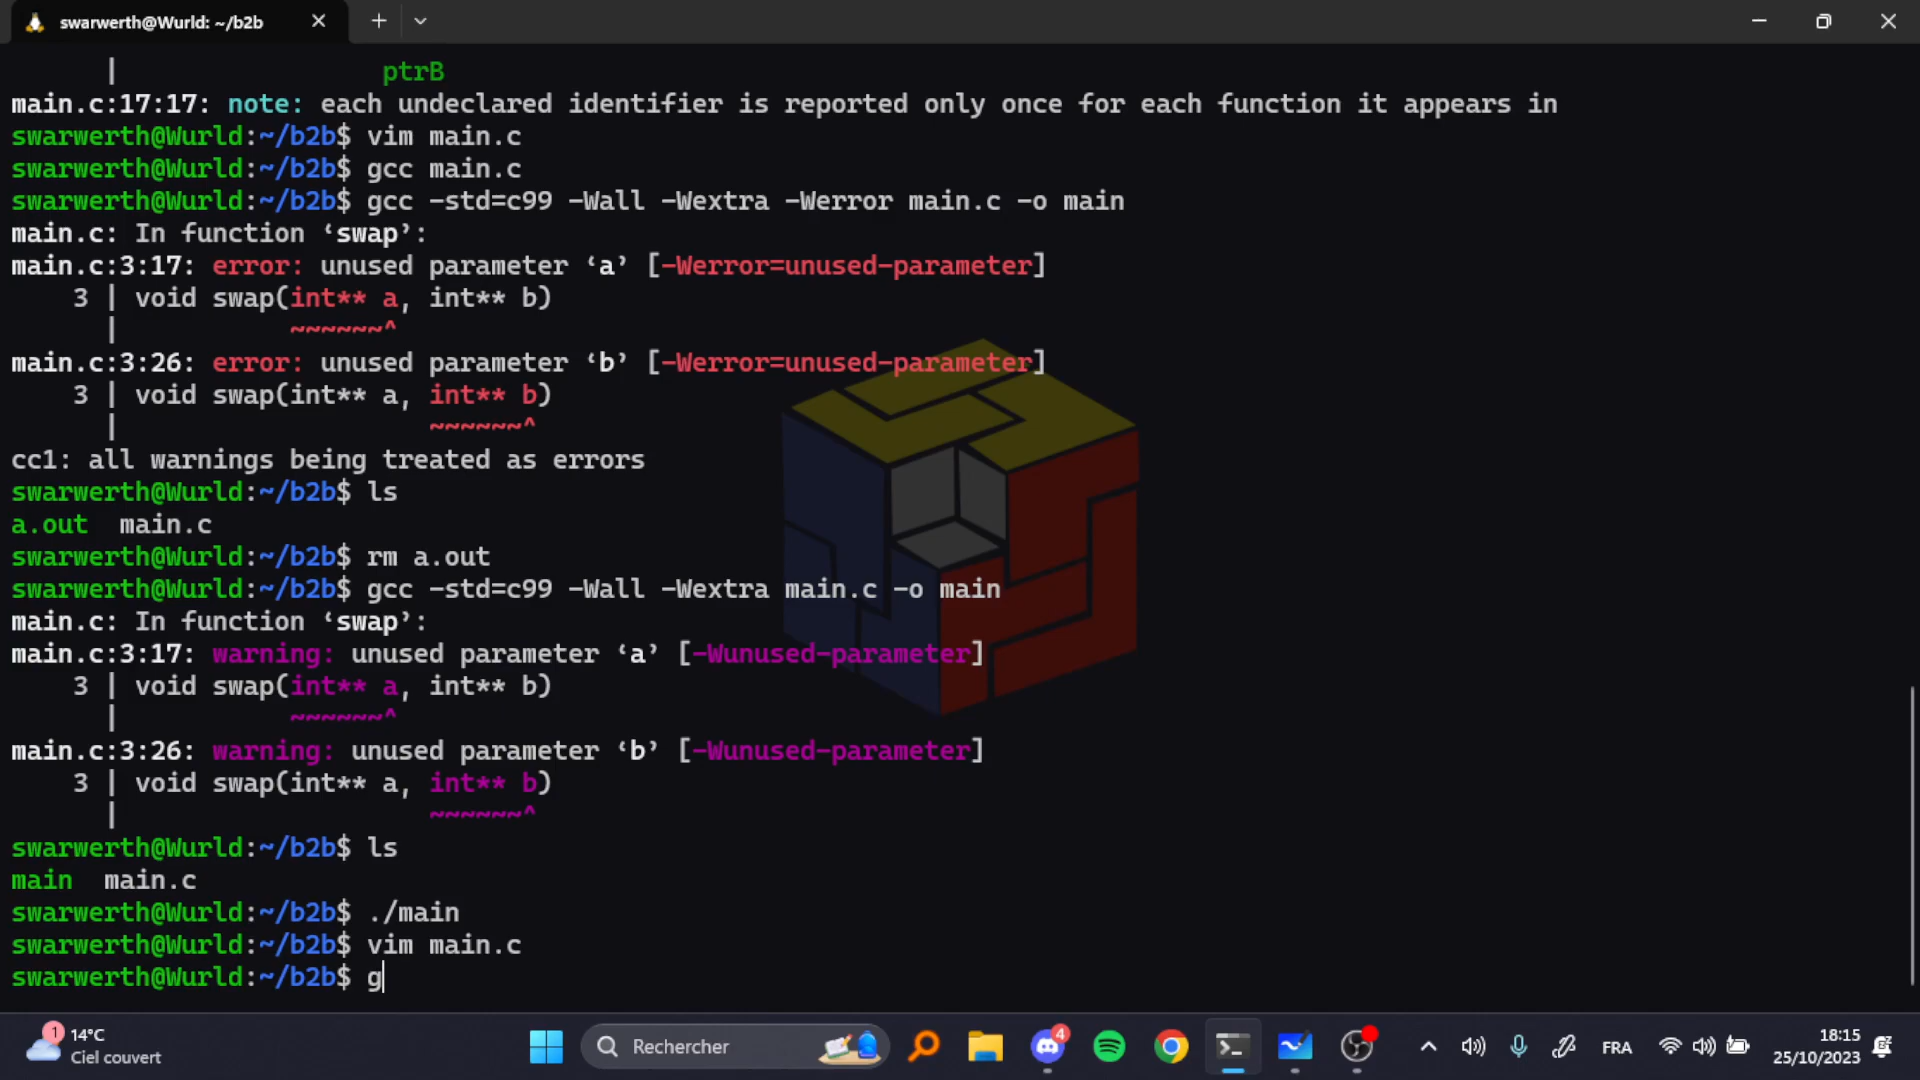 swarwerth@Wurld: ~/b2b
| ptrB
main.c:17:17: note: each undeclared identifier is reported only once for each function it appears in
swarwerth@Wurld:~/b2b$ vim main.c
swarwerth@Wurld:~/b2b$ gcc main.c
swarwerth@Wurld:~/b2b$ gcc -std=c99 -Wall -Wextra -Werror main.c -o main
main.c: In function ‘swap’:
main.c:3:17: error: unused parameter ‘a’ [-Werror=unused-parameter]
3 | void swap(int** a, int** b)
| ~~~~~~^
main.c:3:26: error: unused parameter ‘b’ [-Werror=unused-parameter]
3 | void swap(int** a, int** b)
| ~~~~~~^
cc1: all warnings being treated as errors
swarwerth@Wurld:~/b2b$ ls
a.out  main.c
swarwerth@Wurld:~/b2b$ rm a.out
swarwerth@Wurld:~/b2b$ gcc -std=c99 -Wall -Wextra main.c -o main
main.c: In function ‘swap’:
main.c:3:17: warning: unused parameter ‘a’ [-Wunused-parameter]
3 | void swap(int** a, int** b)
| ~~~~~~^
main.c:3:26: warning: unused parameter ‘b’ [-Wunused-parameter]
3 | void swap(int** a, int** b)
| ~~~~~~^
swarwerth@Wurld:~/b2b$ ls
main  main.c
swarwerth@Wurld:~/b2b$ ./main
swarwerth@Wurld:~/b2b$ vim main.c
swarwerth@Wurld:~/b2b$ g
1
14°C
Ciel couvert
Rechercher
4
FRA
18:15
25/10/2023